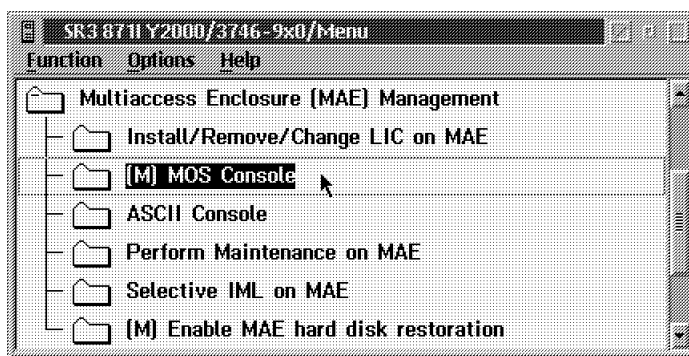 SR3 871I Y2000/3746-9x0/Menu
Function Options Help
Multiaccess Enclosure (MAE) Management
Install/Remove/Change LIC on MAE
(M) MOS Console
ASCII Console
Perform Maintenance on MAE
Selective IML on MAE
(M) Enable MAE hard disk restoration